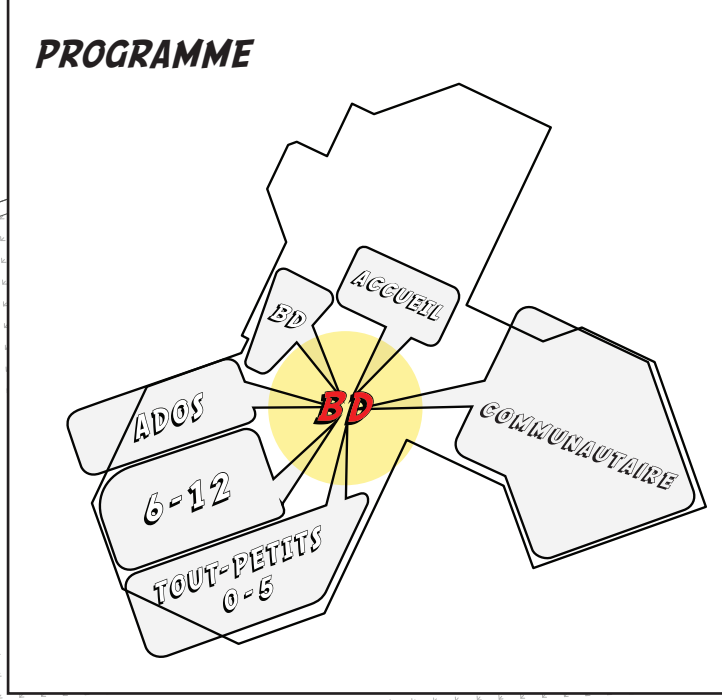 PROGRAMME
ACCUEIL
BD
BD
ADOS
COMMUNAUTAIRE
6-12
TOUT-PETITS
0-5